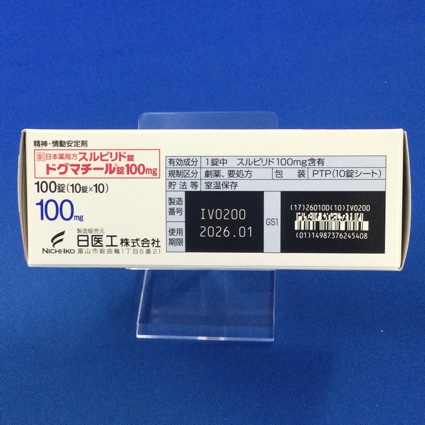 精神・情動安定剤
劇 日本薬局方 スルピリド錠
ドグマチール®錠100mg
100錠(10錠×10)
100mg
製造販売元
日医工株式会社
NICHI-IKO 富山市総曲輪1丁目6番21
有効成分 1錠中 スルピリド100mg含有
規制区分 劇薬、要処方 包装 PTP(10錠シート)
貯法等 室温保存
製造番号 IV0200
使用期限 2026.01
GS1
(17)260100(10)IV0200
(01)14987376245408